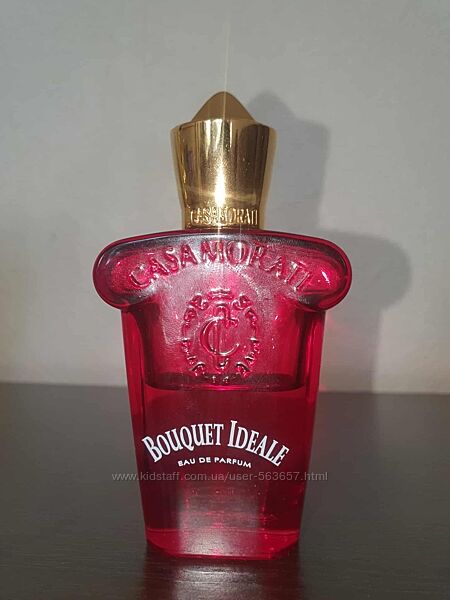 CASAMORATI
CASAMORATI
BOUQUET IDEALE
EAU DE PARFUM
www.kidstaff.com.ua/user-563657.html